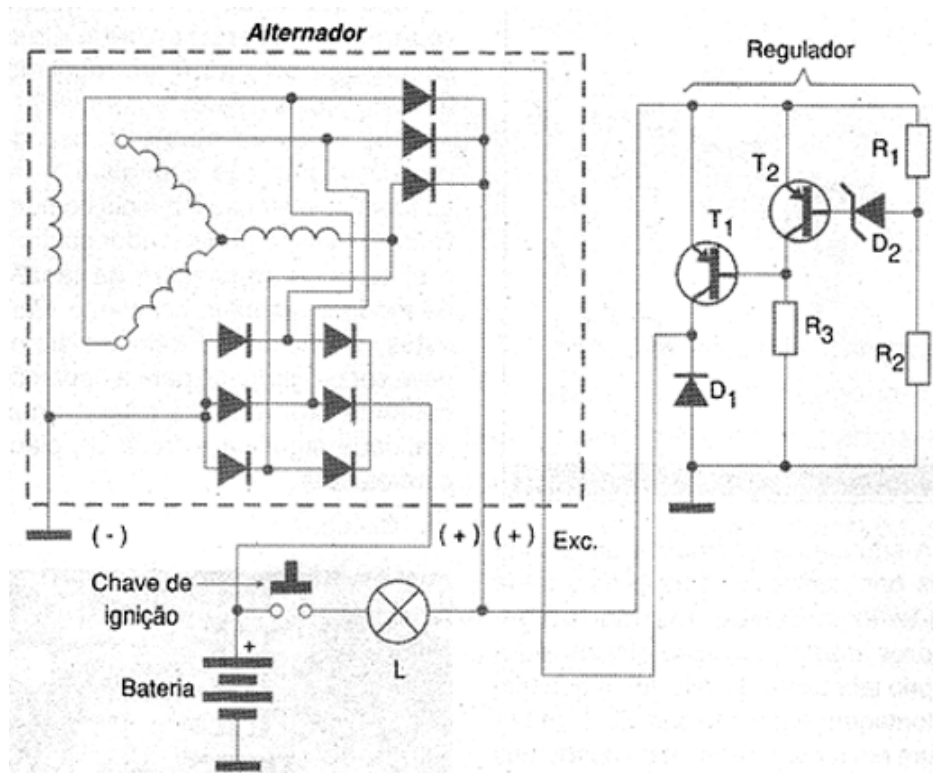 Alternador
Regulador
R1
T2
D2
T1
R3
R2
D1
(-)
(+)
(+)
Exc.
Chave de
ignição
L
+
Bateria